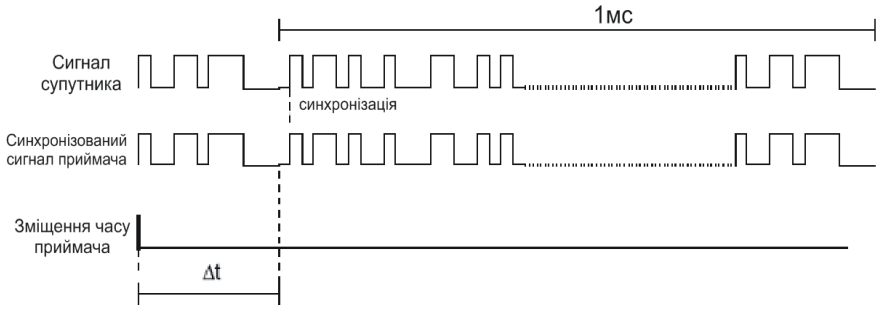 1мс
Сигнал
супутника
синхронізація
Синхронізований
сигнал приймача
Зміщення часу
приймача
Δt